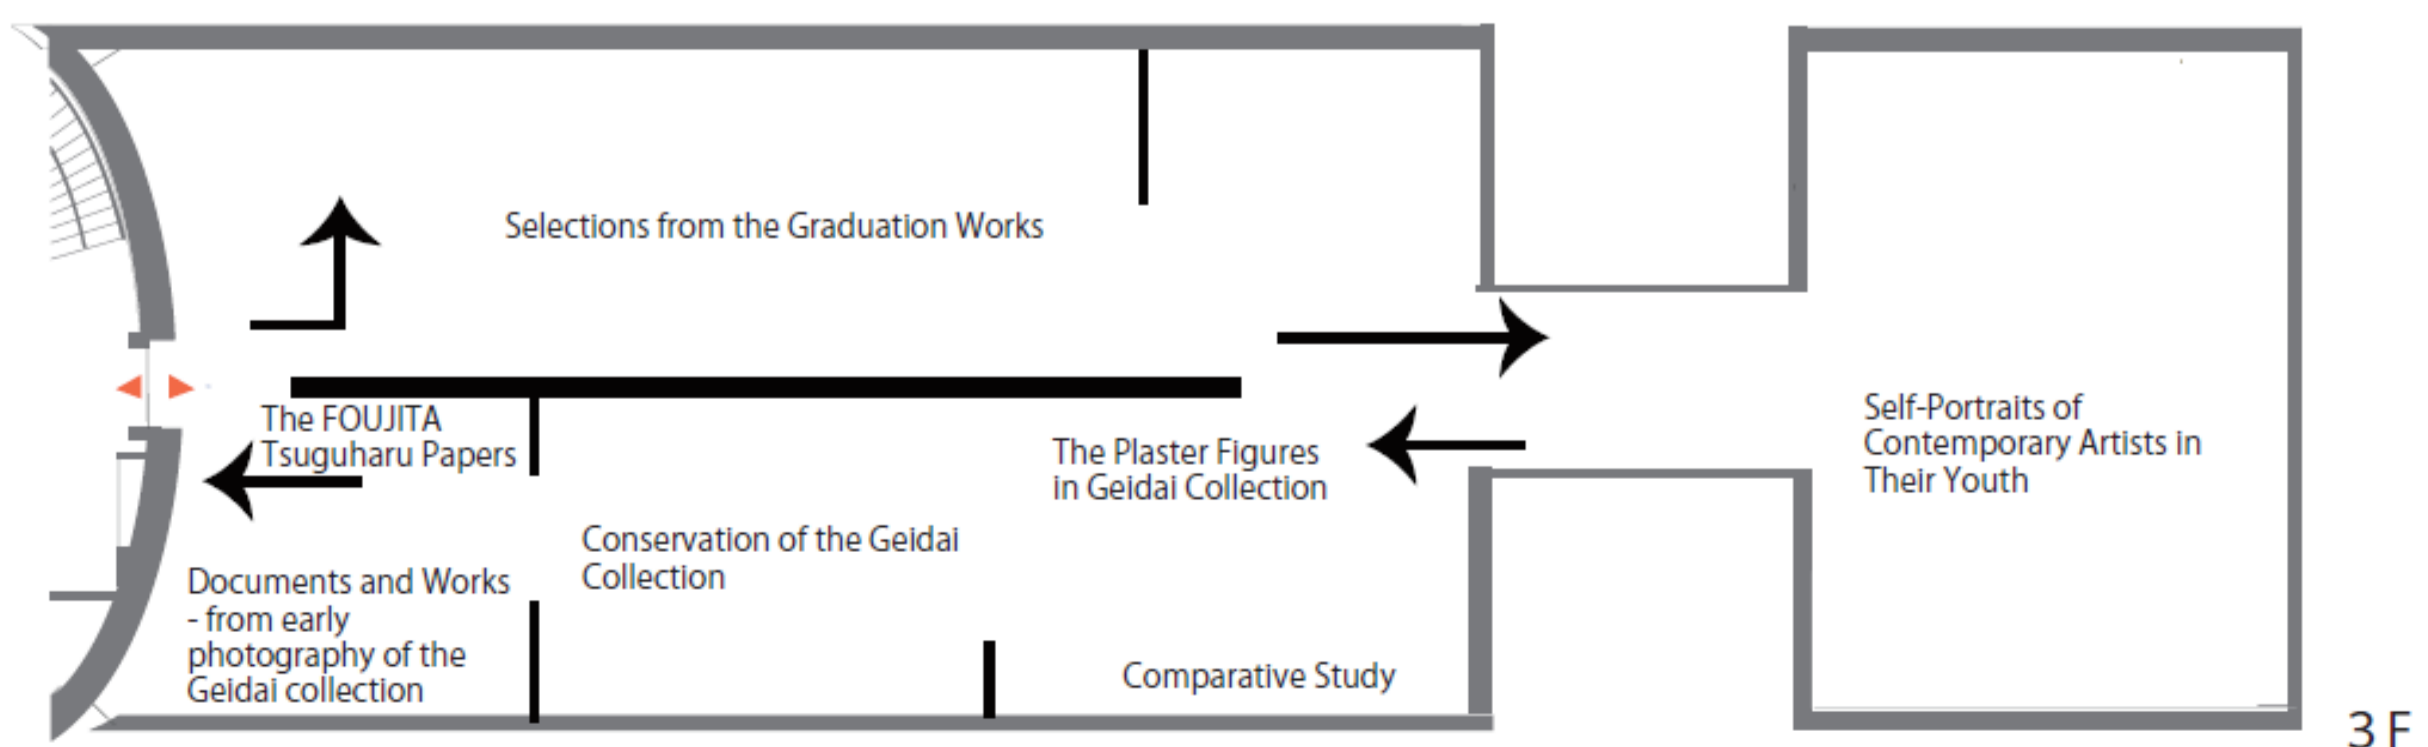 Selections from the Graduation Works
The FOUJITA
Tsuguharu Papers
The Plaster Figures
in Geidai Collection
Self-Portraits of
Contemporary Artists in
Their Youth
Conservation of the Geidai
Collection
Documents and Works
- from early
photography of the
Geidai collection
Comparative Study
3 F